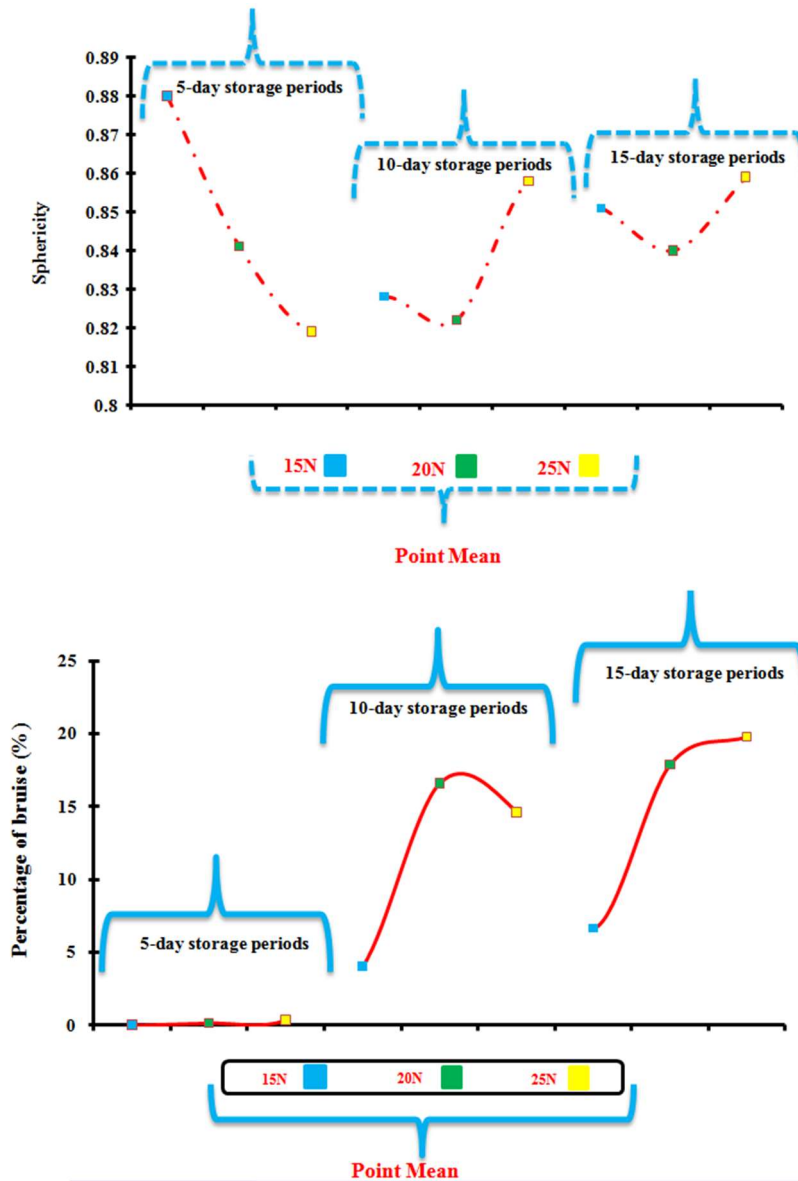 0.89
5-day storage periods
0.88
0.87
15-day storage periods
10-day storage periods
0.86
0.85
Sphericity
0.84
0.83
0.82
0.81
0.8
15N 20N 25N
Point Mean
25
15-day storage periods
10-day storage periods
20
Percentage of bruise (%)
15
10
5-day storage periods
5
0
15N 20N 25N
Point Mean